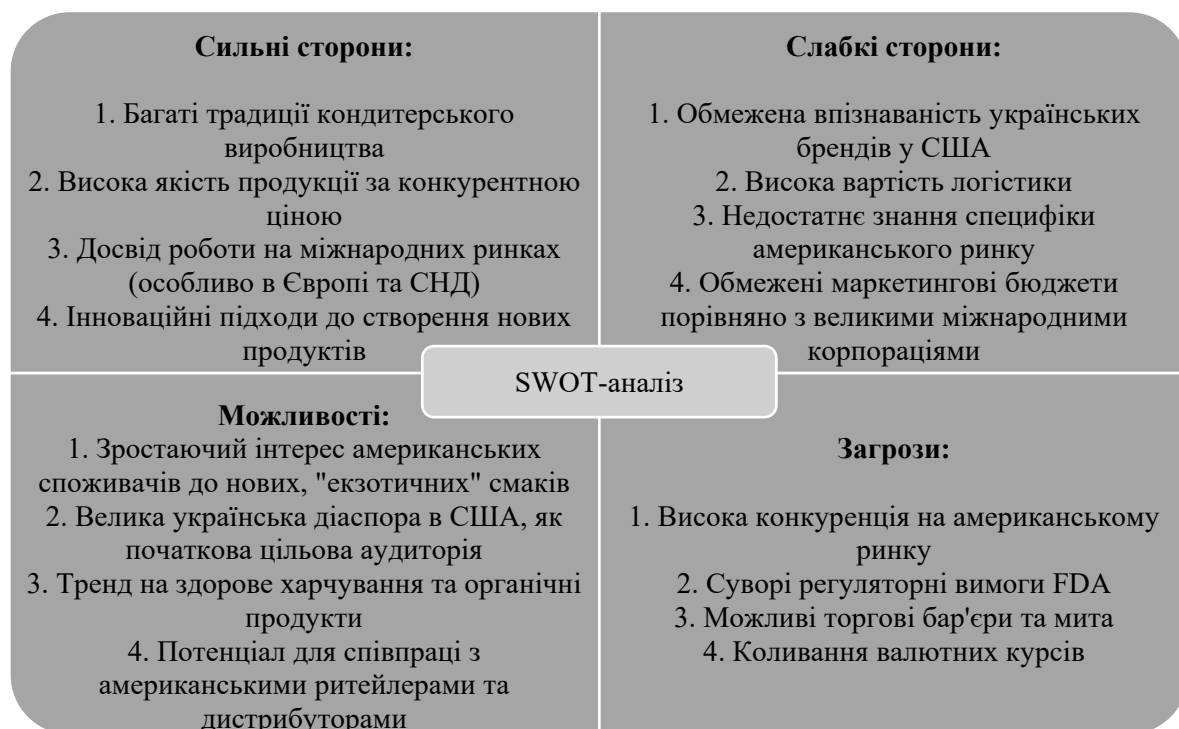 Сильні сторони:
1. Багаті традиції кондитерського
виробництва
2. Висока якість продукції за конкурентною
ціною
3. Досвід роботи на міжнародних ринках
(особливо в Європі та СНД)
4. Інноваційні підходи до створення нових
продуктів
Слабкі сторони:
1. Обмежена впізнаваність українських
брендів у США
2. Висока вартість логістики
3. Недостатнє знання специфіки
американського ринку
4. Обмежені маркетингові бюджети
порівняно з великими міжнародними
корпораціями
SWOT-аналіз
Можливості:
1. Зростаючий інтерес американських
споживачів до нових, "екзотичних" смаків
2. Велика українська діаспора в США, як
початкова цільова аудиторія
3. Тренд на здорове харчування та органічні
продукти
4. Потенціал для співпраці з
американськими ритейлерами та
дистрибуторами
Загрози:
1. Висока конкуренція на американському
ринку
2. Суворі регуляторні вимоги FDA
3. Можливі торгові бар'єри та мита
4. Коливання валютних курсів